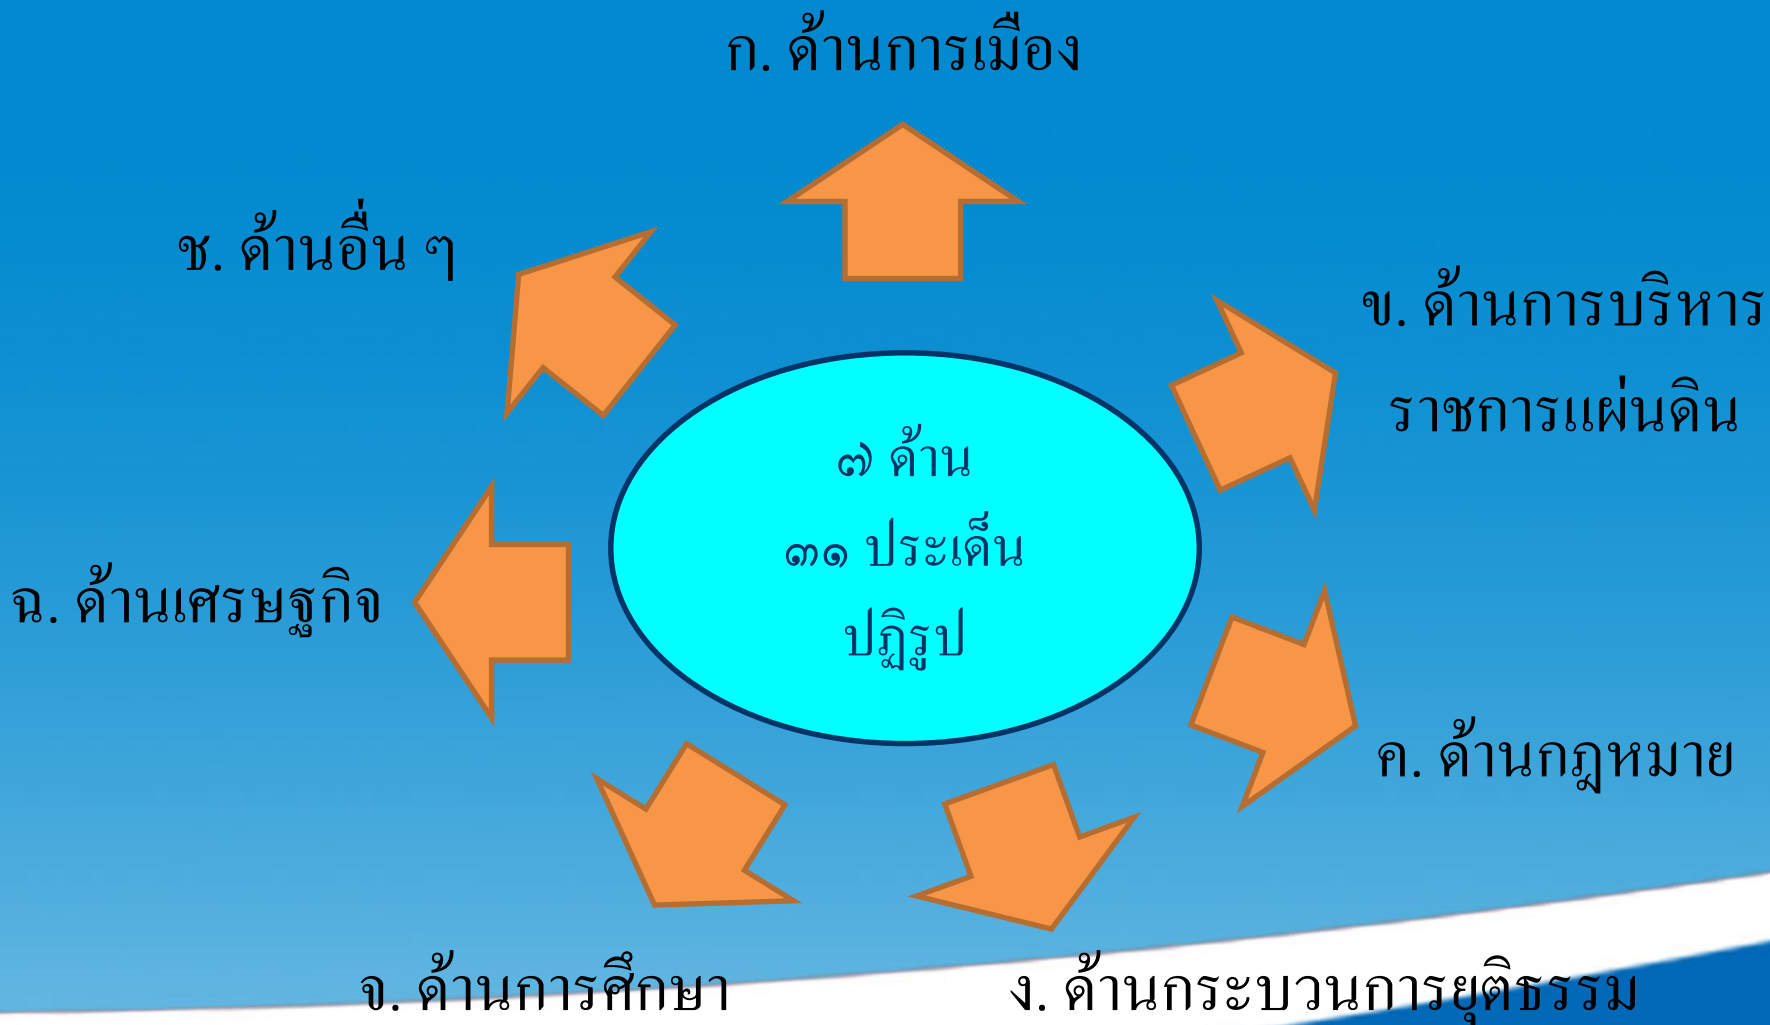 ก. ด้านการเมือง
ช. ด้านอื่น ๆ
ข. ด้านการบริหาร
ราชการแผ่นดิน
๗ ด้าน
๓๑ ประเด็น
ปฏิรูป
ฉ. ด้านเศรษฐกิจ
ค. ด้านกฎหมาย
จ. ด้านการศึกษา
ง. ด้านกระบวนการยุติธรรม